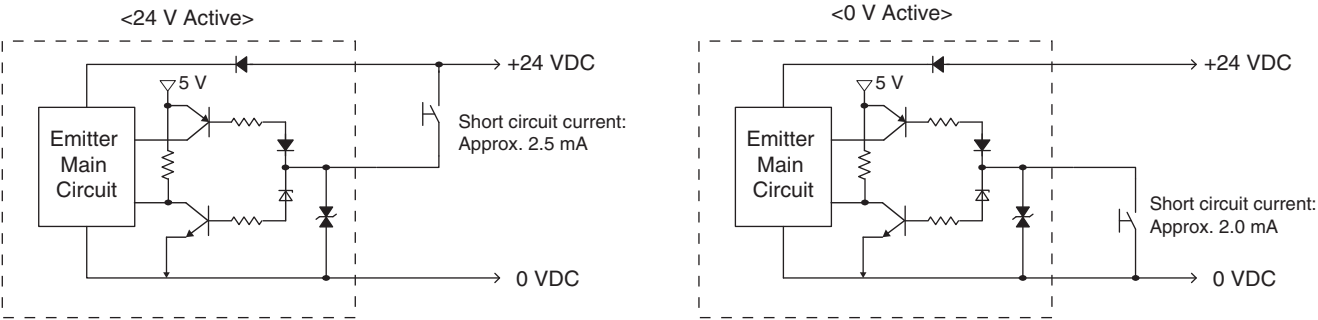 <24 V Active>
+24 VDC
5 V
Emitter
Main
Circuit
Short circuit current:
Approx. 2.5 mA
0 VDC
<0 V Active>
+24 VDC
5 V
Emitter
Main
Circuit
Short circuit current:
Approx. 2.0 mA
0 VDC